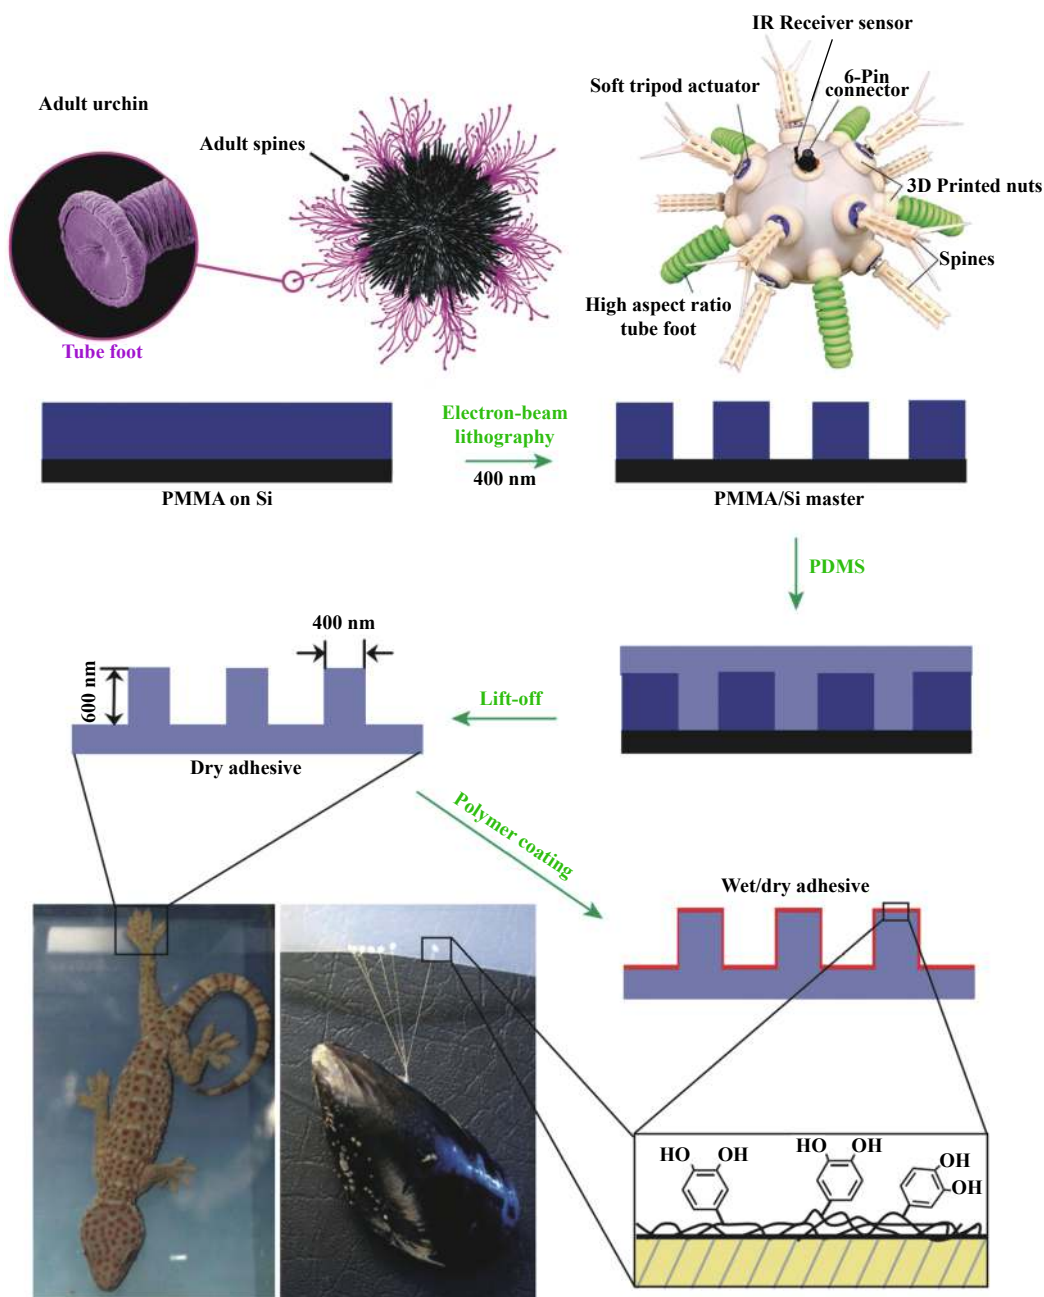 IR Receiver sensor
Soft tripod actuator
6-Pin
connector
Adult urchin
Adult spines
3D Printed nuts
Spines
High aspect ratio
tube foot
Tube foot
Electron-beam
lithography
400 nm
PMMA on Si
PMMA/Si master
PDMS
400 nm
600 nm
Lift-off
Dry adhesive
Polymer coating
Wet/dry adhesive
HO OH
HO OH
OH
OH